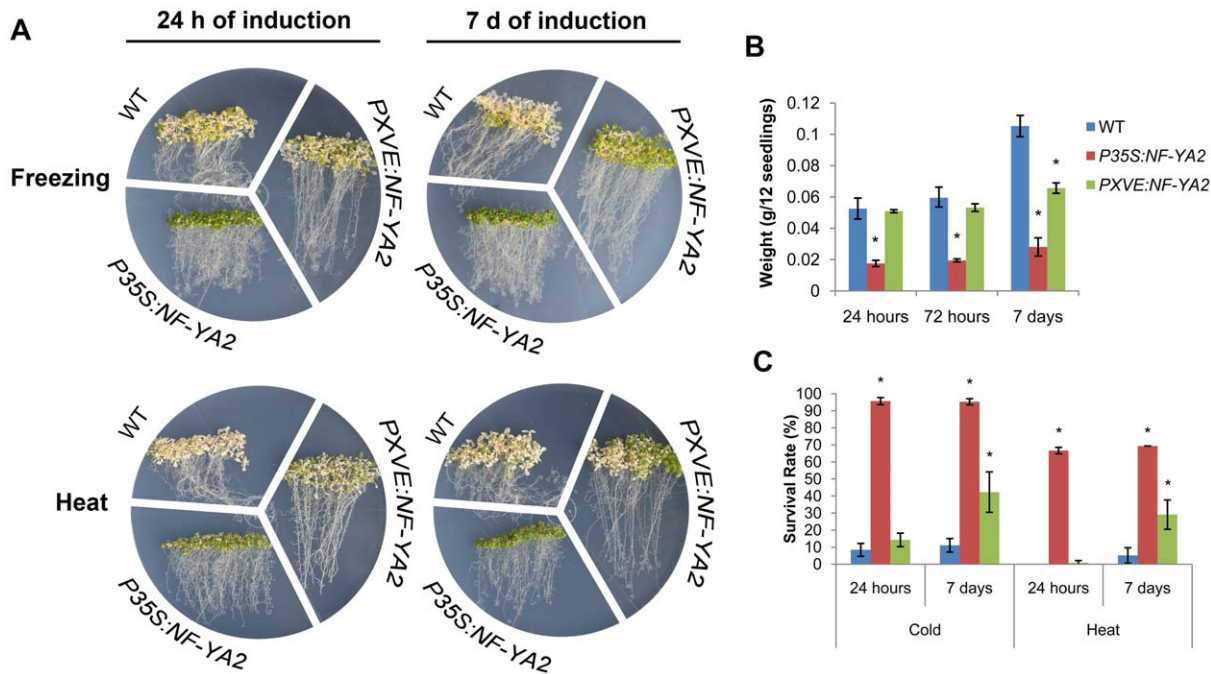 A
24 h of induction
7 d of induction
Freezing
WT
PXVE:NF-YA2
P35S:NF-YA2
WT
PXVE:NF-YA2
P35S:NF-YA2
Heat
WT
PXVE:NF-YA2
P35S:NF-YA2
WT
PXVE:NF-YA2
P35S:NF-YA2
B
Weight (g/12 seedlings)
0.12
0.1
0.08
0.06
0.04
0.02
0
* * * *
24 hours 72 hours 7 days
WT
P35S:NF-YA2
PXVE:NF-YA2
C
Survival Rate (%)
100
90
80
70
60
50
40
30
20
10
0
* * * * * *
24 hours 7 days 24 hours 7 days
Cold Heat